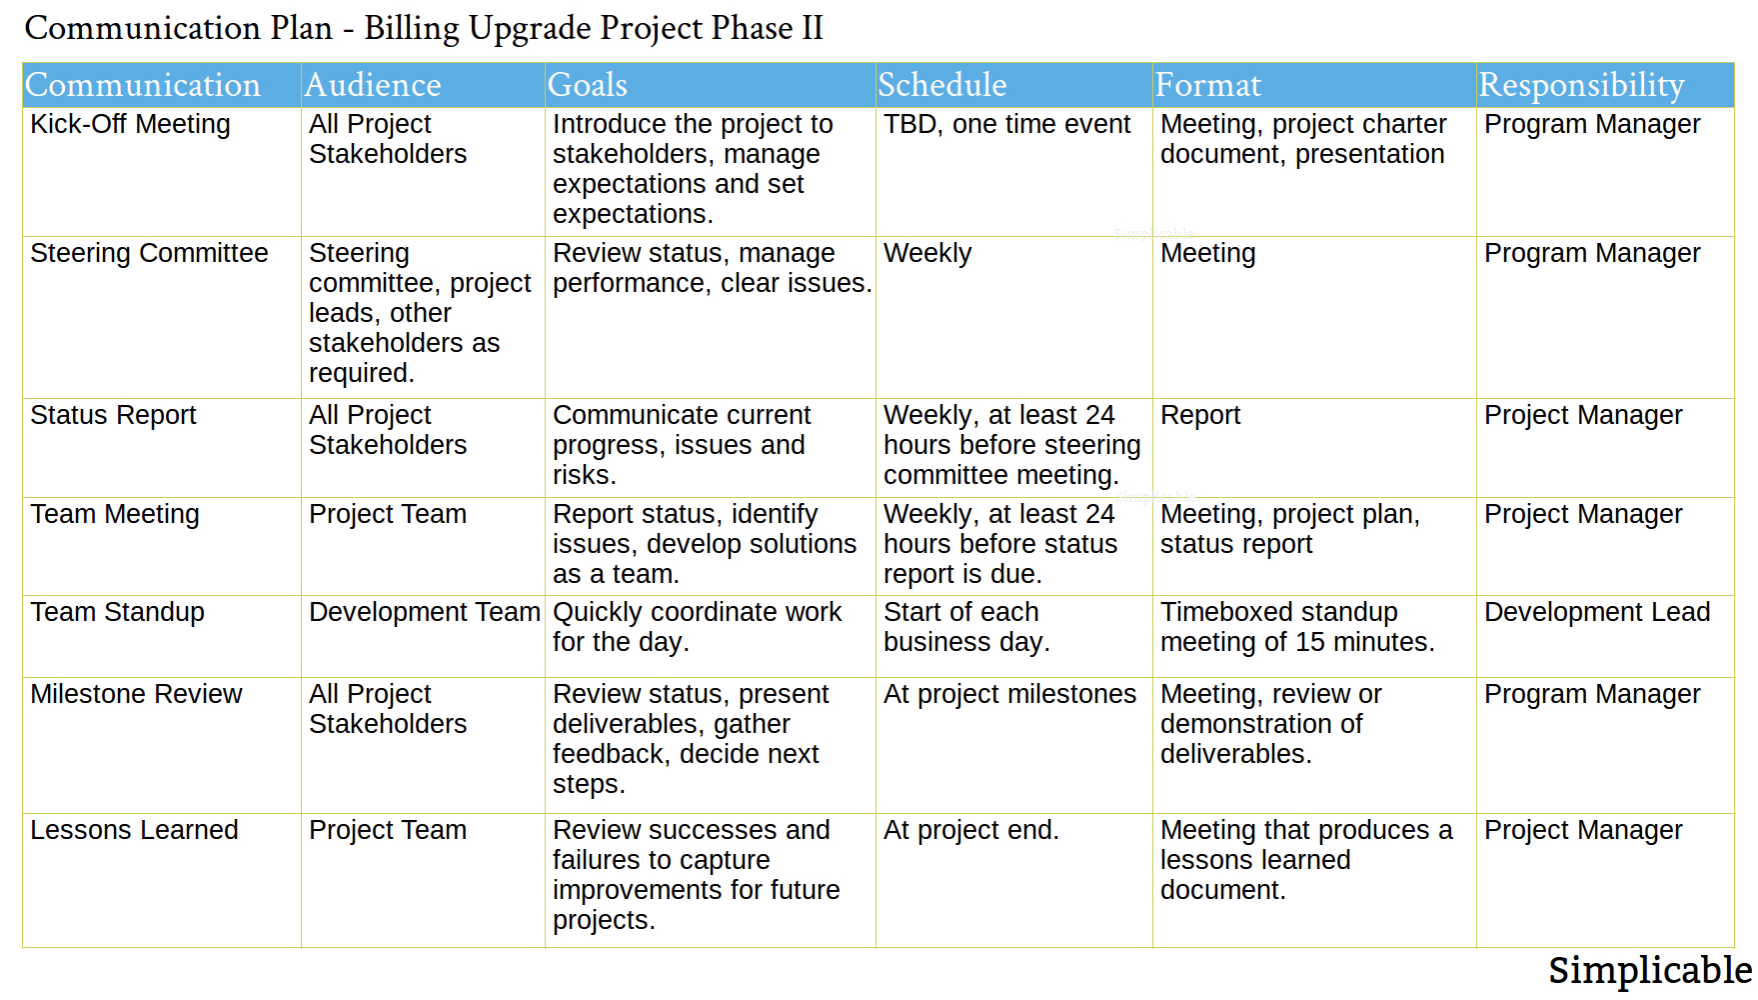 Communication Plan - Billing Upgrade Project Phase II
Communication Audience Goals Schedule Format Responsibility
Kick-Off Meeting All Project Introduce the project to TBD, one time event Meeting, project charter Program Manager
Stakeholders stakeholders, manage document, presentation
expectations and set
expectations.
Simplicable
Steering Committee Steering Review status, manage Weekly Meeting Program Manager
committee, project performance, clear issues.
leads, other
stakeholders as
required.
Status Report All Project Communicate current Weekly, at least 24 Report Project Manager
Stakeholders progress, issues and hours before steering
risks. committee meeting.
Simplicable
Team Meeting Project Team Report status, identify Weekly, at least 24 Meeting, project plan, Project Manager
issues, develop solutions hours before status status report
as a team. report is due.
Team Standup Development Team Quickly coordinate work Start of each Timeboxed standup Development Lead
for the day. business day. meeting of 15 minutes.
Milestone Review All Project Review status, present At project milestones Meeting, review or Program Manager
Stakeholders deliverables, gather demonstration of
feedback, decide next deliverables.
steps.
Lessons Learned Project Team Review successes and At project end. Meeting that produces a Project Manager
failures to capture lessons learned
improvements for future document.
projects.
Simplicable